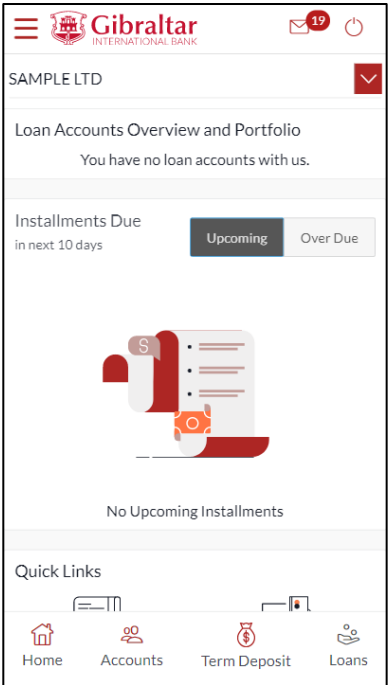 Gibraltar
INTERNATIONAL BANK
19
SAMPLE LTD
Loan Accounts Overview and Portfolio
You have no loan accounts with us.
Installments Due
in next 10 days
Upcoming
Over Due
S
No Upcoming Installments
Quick Links
Home
Accounts
Term Deposit
Loans